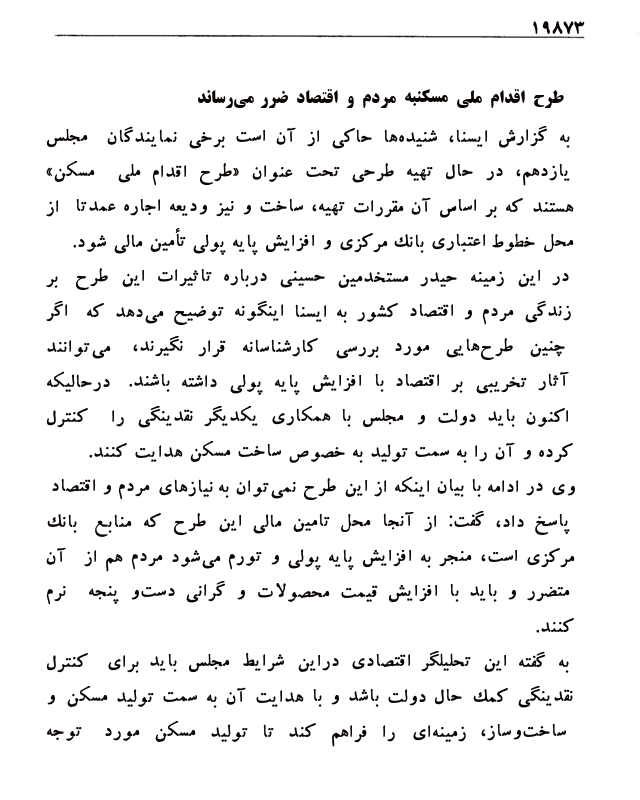 ۱۹۸۷۳
طرح اقدام ملی مسکنبه مردم و اقتصاد ضرر می‌رساند
به گزارش ایسنا، شنیده‌ها حاکی از آن است برخی نمایندگان مجلس
یازدهم، در حال تهیه طرحی تحت عنوان «طرح اقدام ملی مسکن»
هستند که بر اساس آن مقررات تهیه، ساخت و نیز ودیعه اجاره عمدتا از
محل خطوط اعتباری بانك مرکزی و افزایش پایه پولی تأمین مالی شود.
در این زمینه حیدر مستخدمین حسینی درباره تاثیرات این طرح بر
زندگی مردم و اقتصاد کشور به ایسنا اینگونه توضیح می‌دهد که اگر
چنین طرح‌هایی مورد بررسی کارشناسانه قرار نگیرند، می‌توانند
آثار تخریبی بر اقتصاد با افزایش پایه پولی داشته باشند. درحالیکه
اکنون باید دولت و مجلس با همکاری یکدیگر نقدینگی را کنترل
کرده و آن را به سمت تولید به خصوص ساخت مسکن هدایت کنند.
وی در ادامه با بیان اینکه از این طرح نمی‌توان به نیازهای مردم و اقتصاد
پاسخ داد، گفت: از آنجا محل تامین مالی این طرح که منابع بانك
مرکزی است، منجر به افزایش پایه پولی و تورم می‌شود مردم هم از آن
متضرر و باید با افزایش قیمت محصولات و گرانی دست‌و پنجه نرم
کنند.
به گفته این تحلیلگر اقتصادی دراین شرایط مجلس باید برای کنترل
نقدینگی کمك حال دولت باشد و با هدایت آن به سمت تولید مسکن و
ساخت‌وساز، زمینه‌ای را فراهم کند تا تولید مسکن مورد توجه